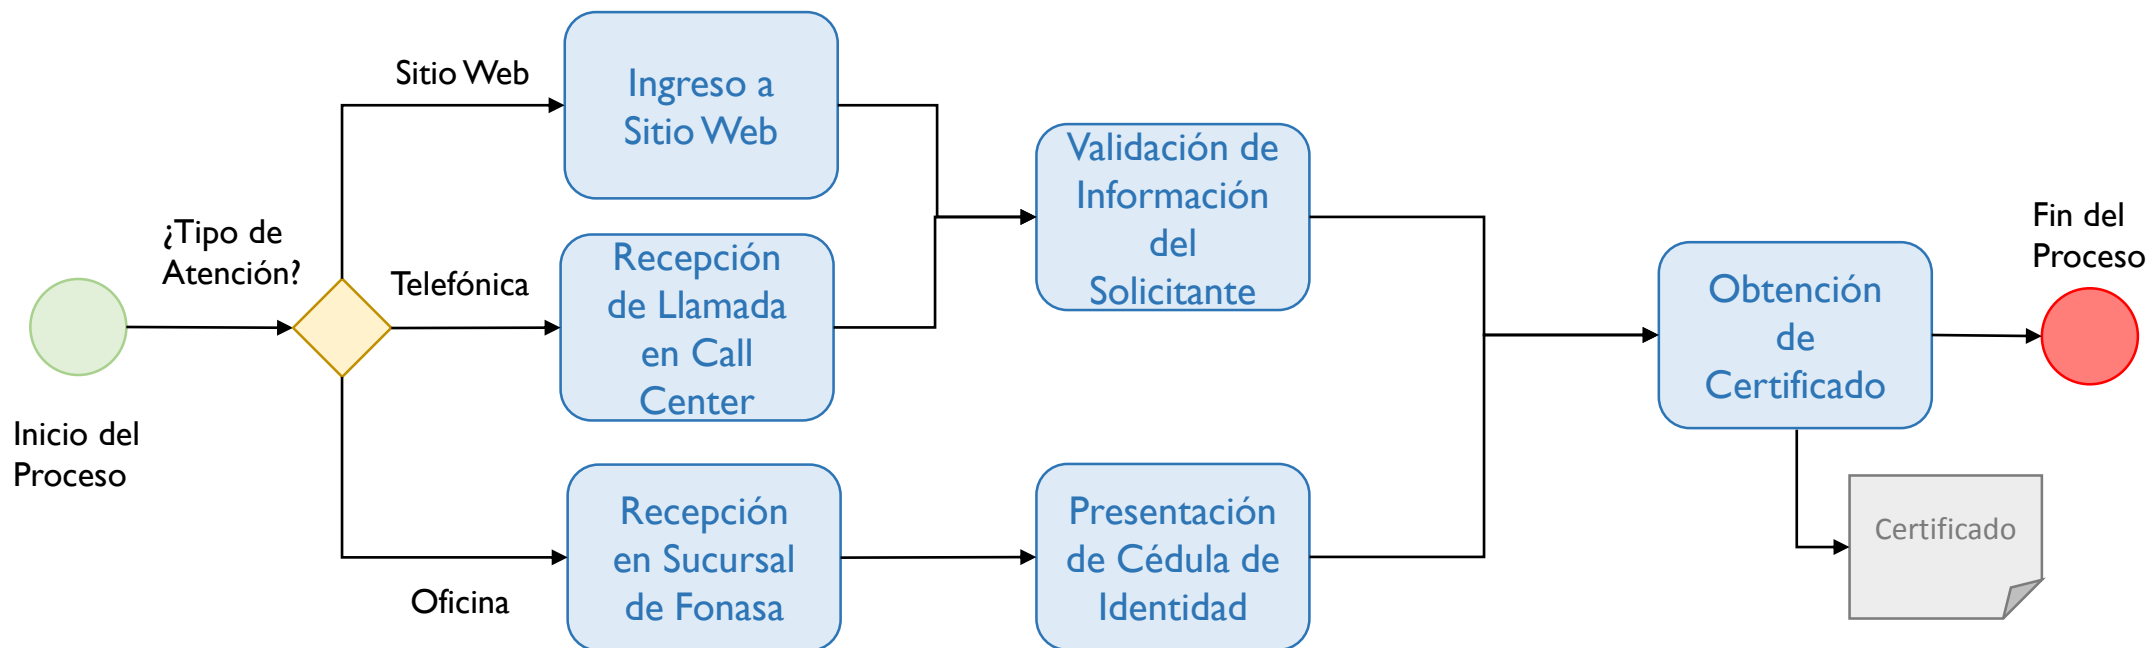 Inicio del
Proceso
¿Tipo de
Atención?
Sitio Web
Ingreso a
Sitio Web
Telefónica
Recepción
de Llamada
en Call
Center
Oficina
Recepción
en Sucursal
de Fonasa
Validación de
Información
del
Solicitante
Presentación
de Cédula de
Identidad
Obtención
de
Certificado
Certificado
Fin del
Proceso